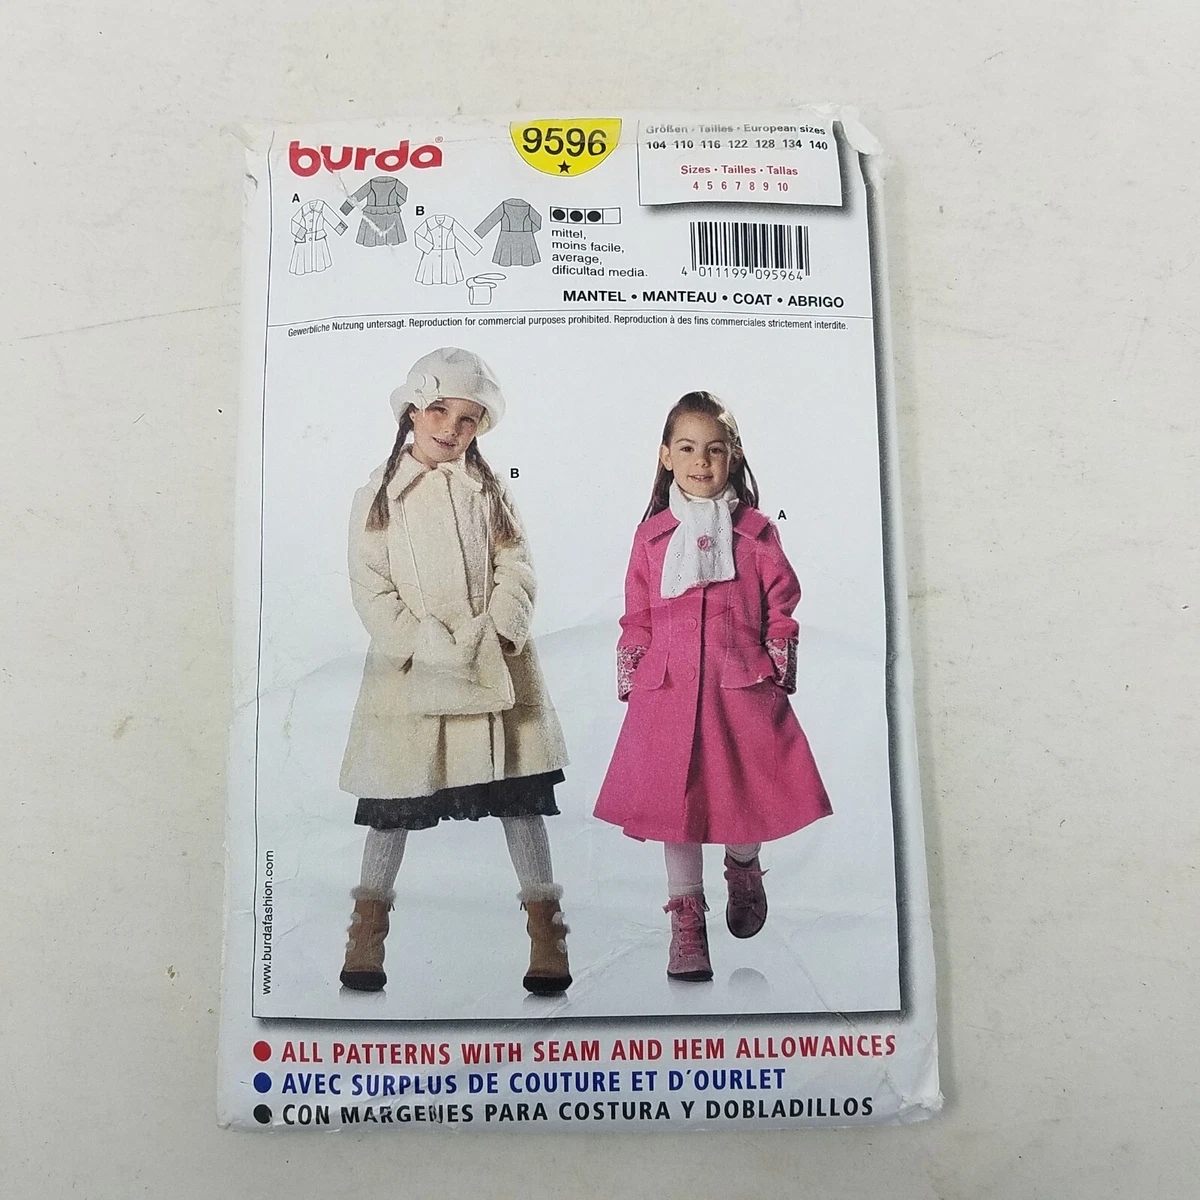 burda®
9596
Größen · Tailles · European sizes
104 110 116 122 128 134 140
Sizes · Tailles · Tallas
4 5 6 7 8 9 10
A
B
mittel,
moins facile,
average,
dificultad media.
4 011199 095964
MANTEL • MANTEAU • COAT • ABRIGO
Gewerbliche Nutzung untersagt. Reproduction for commercial purposes prohibited. Reproduction à des fins commerciales strictement interdite.
B
A
www.burdafashion.com
● ALL PATTERNS WITH SEAM AND HEM ALLOWANCES
● AVEC SURPLUS DE COUTURE ET D'OURLET
● CON MARGENES PARA COSTURA Y DOBLADILLOS